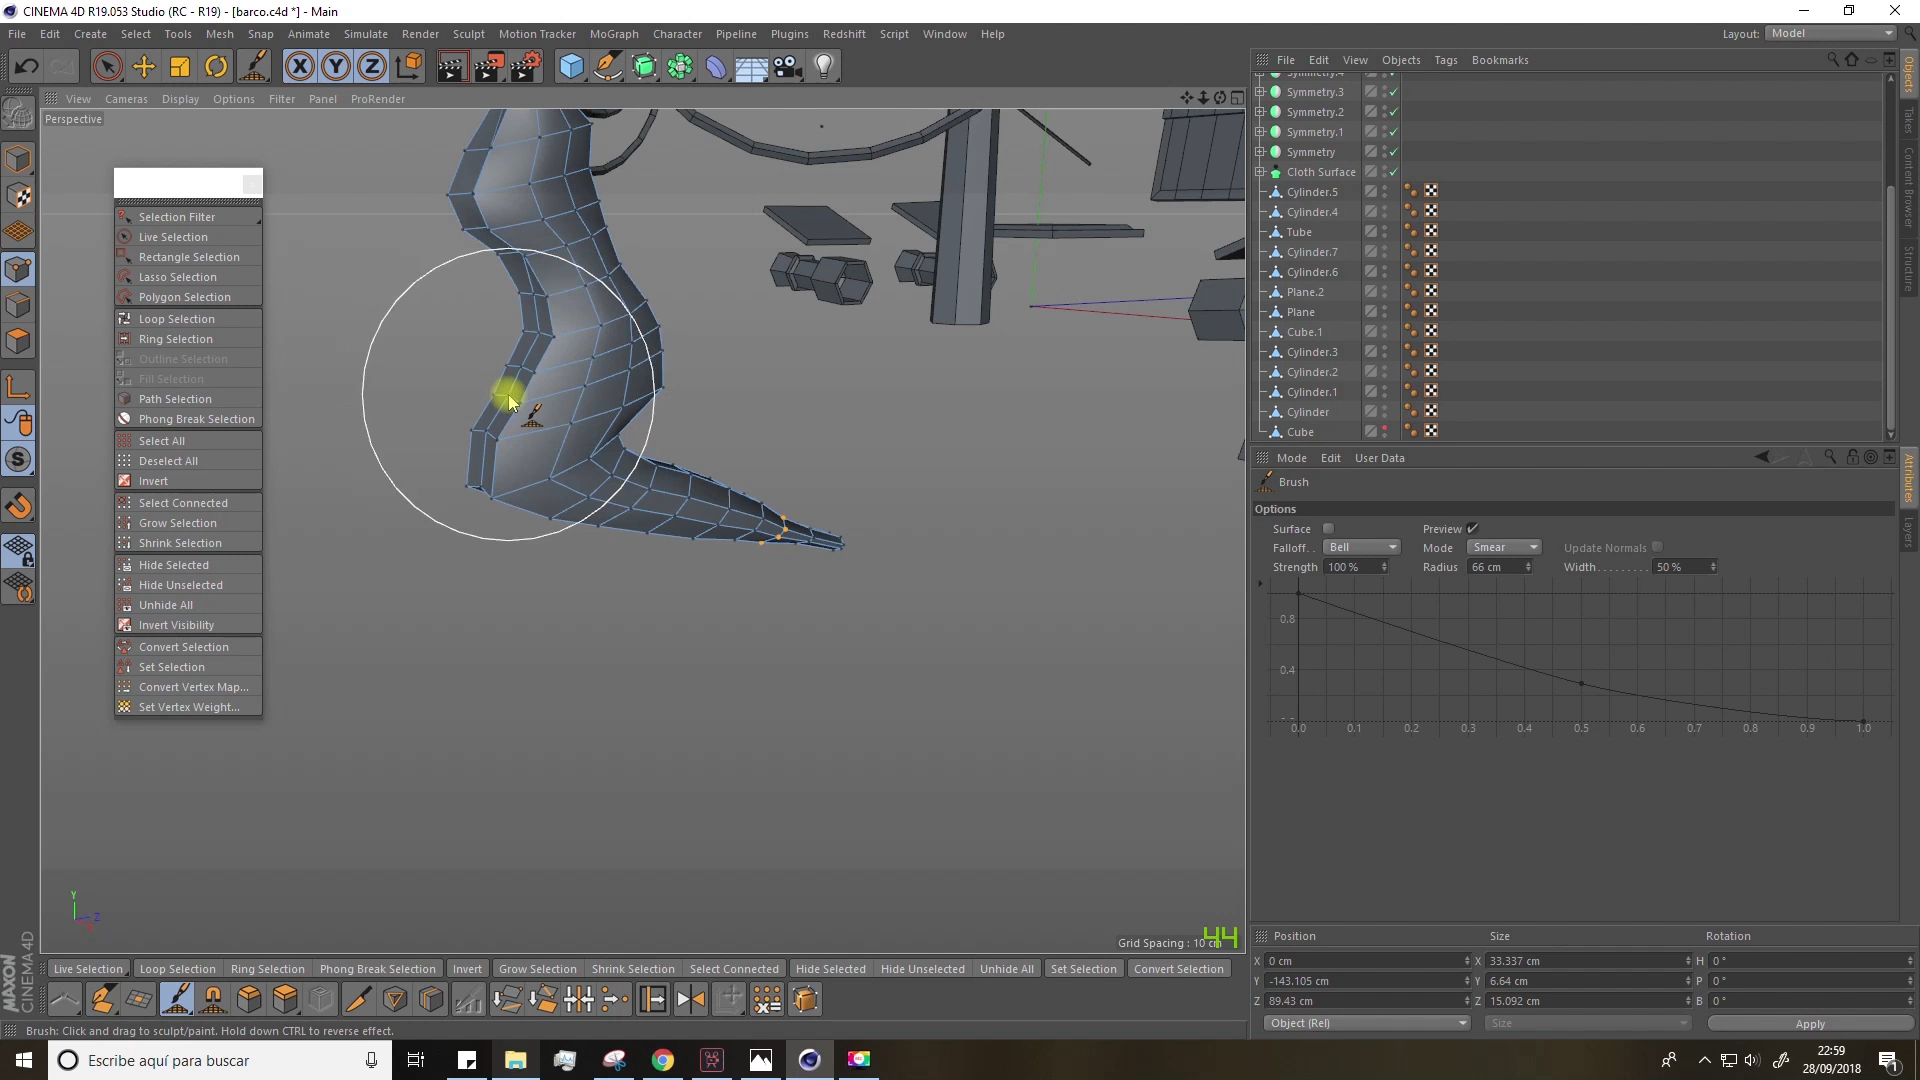 CINEMA 4D R19.053 Studio (RC - R19) - [barco.c4d *] - Main
File Edit Create Select Tools Mesh Snap Animate Simulate Render Sculpt Motion Tracker MoGraph Character Pipeline Plugins Redshift Script Window Help
Layout: Model
View Cameras Display Options Filter Panel ProRender
Perspective
Selection Filter
Live Selection
Rectangle Selection
Lasso Selection
Polygon Selection
Loop Selection
Ring Selection
Outline Selection
Fill Selection
Path Selection
Phong Break Selection
Select All
Deselect All
Invert
Select Connected
Grow Selection
Shrink Selection
Hide Selected
Hide Unselected
Unhide All
Invert Visibility
Convert Selection
Set Selection
Convert Vertex Map...
Set Vertex Weight...
Y
Z
Grid Spacing : 10 cm
44
File Edit View Objects Tags Bookmarks
Symmetry.4
Symmetry.3
Symmetry.2
Symmetry.1
Symmetry
Cloth Surface
Cylinder.5
Cylinder.4
Tube
Cylinder.7
Cylinder.6
Plane.2
Plane
Cube.1
Cylinder.3
Cylinder.2
Cylinder.1
Cylinder
Cube
Objects
Takes
Content Browser
Structure
Mode Edit User Data
Attributes
Layers
Brush
Options
Surface Preview
Falloff. . Bell Mode Smear Update Normals
Strength 100 % Radius 66 cm Width. . . . . . . . . 50 %
0.8
0.4
0.0 0.1 0.2 0.3 0.4 0.5 0.6 0.7 0.8 0.9 1.0
Position Size Rotation
X 0 cm X 33.337 cm H 0 °
Y -143.105 cm Y 6.64 cm P 0 °
Z 89.43 cm Z 15.092 cm B 0 °
Object (Rel) Size Apply
Live Selection Loop Selection Ring Selection Phong Break Selection Invert Grow Selection Shrink Selection Select Connected Hide Selected Hide Unselected Unhide All Set Selection Convert Selection
MAXON
CINEMA 4D
Brush: Click and drag to sculpt/paint. Hold down CTRL to reverse effect.
Escribe aquí para buscar
22:59
28/09/2018
1